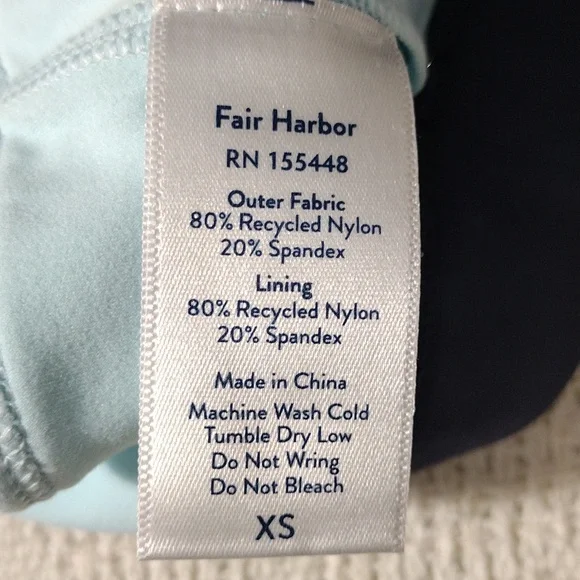 Fair Harbor
RN 155448
Outer Fabric
80% Recycled Nylon
20% Spandex
Lining
80% Recycled Nylon
20% Spandex
Made in China
Machine Wash Cold
Tumble Dry Low
Do Not Wring
Do Not Bleach
XS